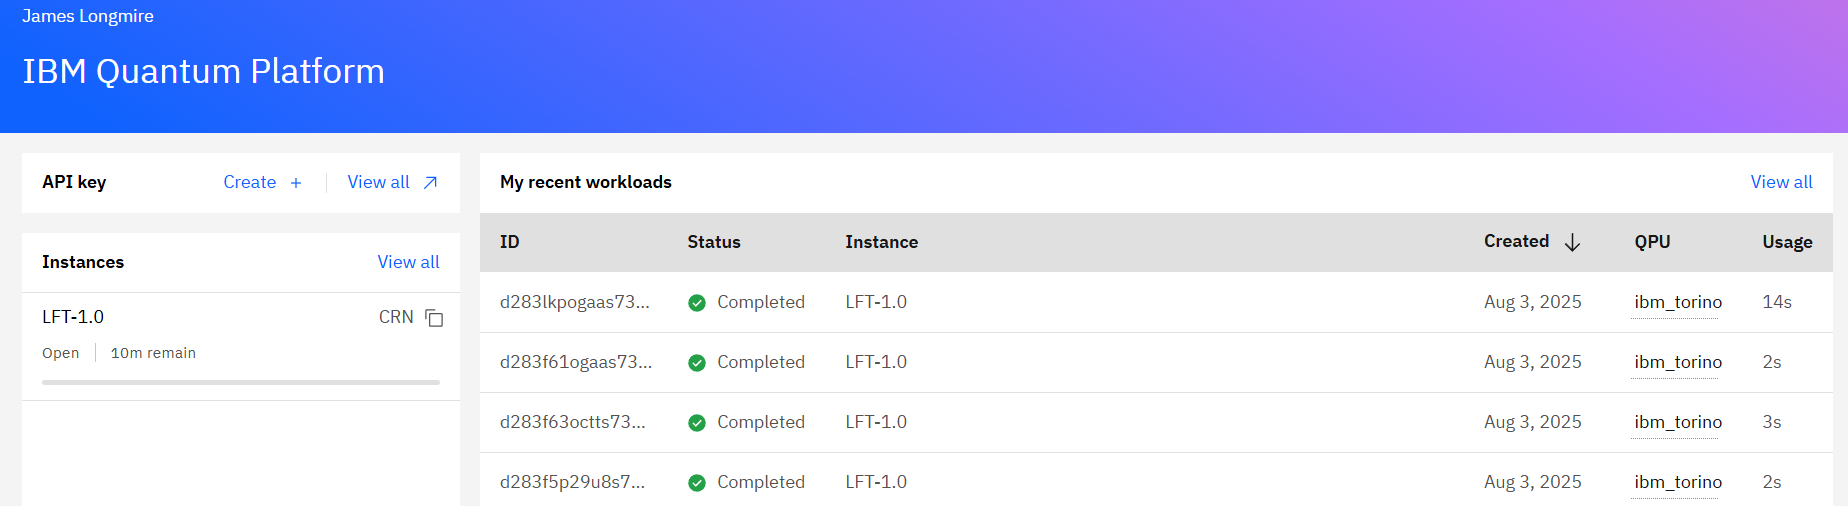 James Longmire
IBM Quantum Platform
API key
Create +
View all
Instances
View all
LFT-1.0
CRN
Open
10m remain
My recent workloads
View all
ID Status Instance Created QPU Usage
d283lkpogaas73... Completed LFT-1.0 Aug 3, 2025 ibm_torino 14s
d283f61ogaas73... Completed LFT-1.0 Aug 3, 2025 ibm_torino 2s
d283f63octts73... Completed LFT-1.0 Aug 3, 2025 ibm_torino 3s
d283f5p29u8s7... Completed LFT-1.0 Aug 3, 2025 ibm_torino 2s